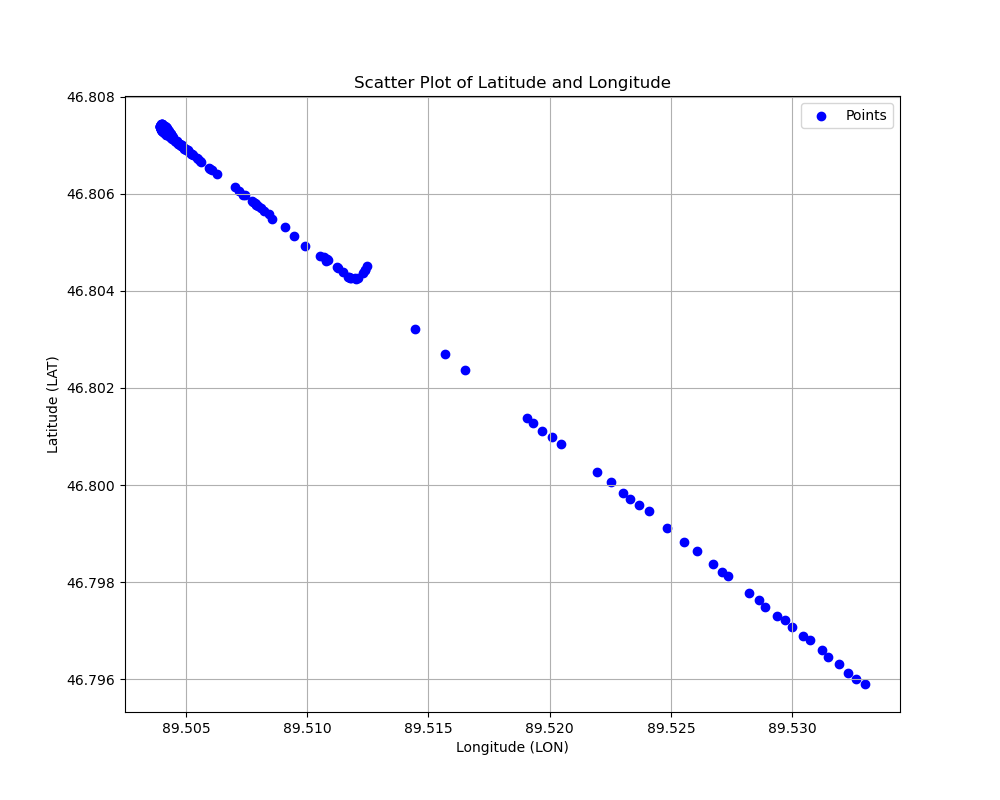 Scatter Plot of Latitude and Longitude
Points
46.808
46.806
46.804
46.802
46.800
46.798
46.796
Latitude (LAT)
89.505 89.510 89.515 89.520 89.525 89.530
Longitude (LON)